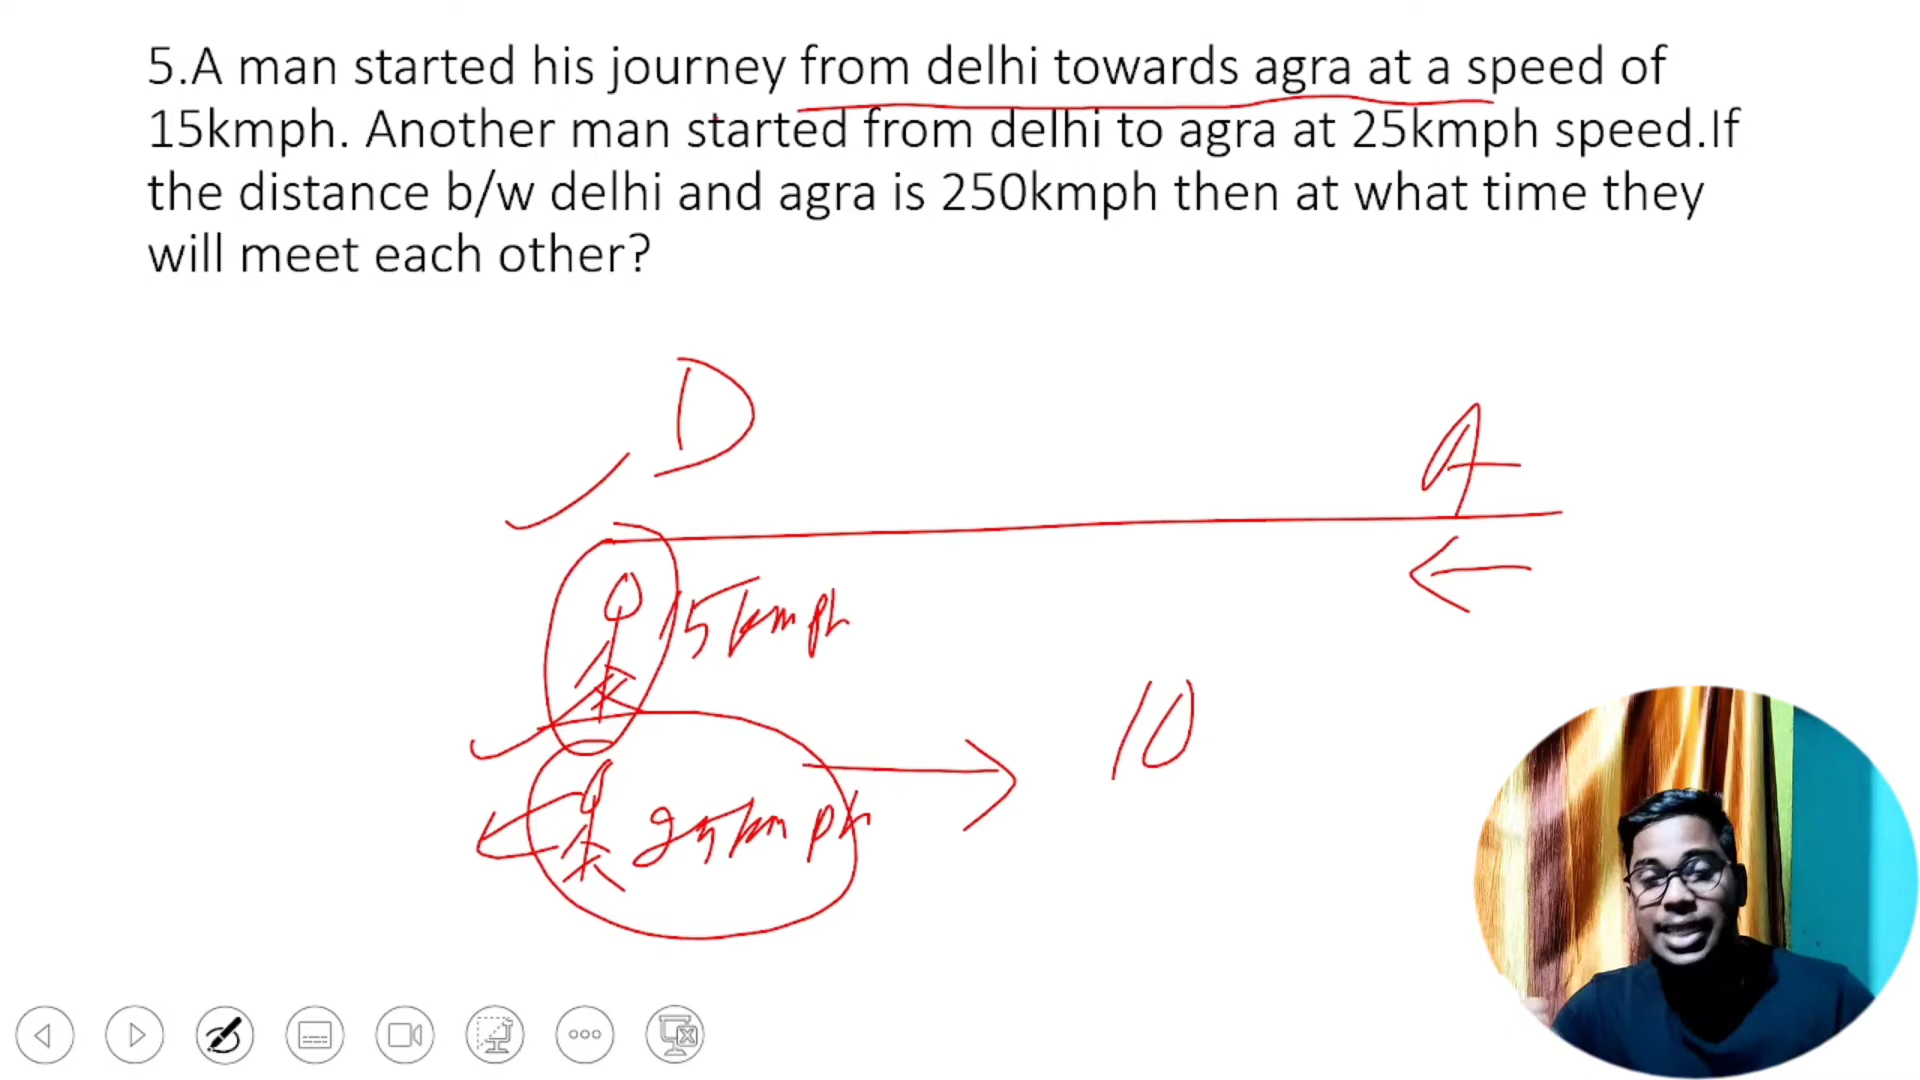 5.A man started his journey from delhi towards agra at a speed of
15kmph. Another man started from delhi to agra at 25kmph speed.If
the distance b/w delhi and agra is 250kmph then at what time they
will meet each other?
D
A
15kmph
10
25kmph